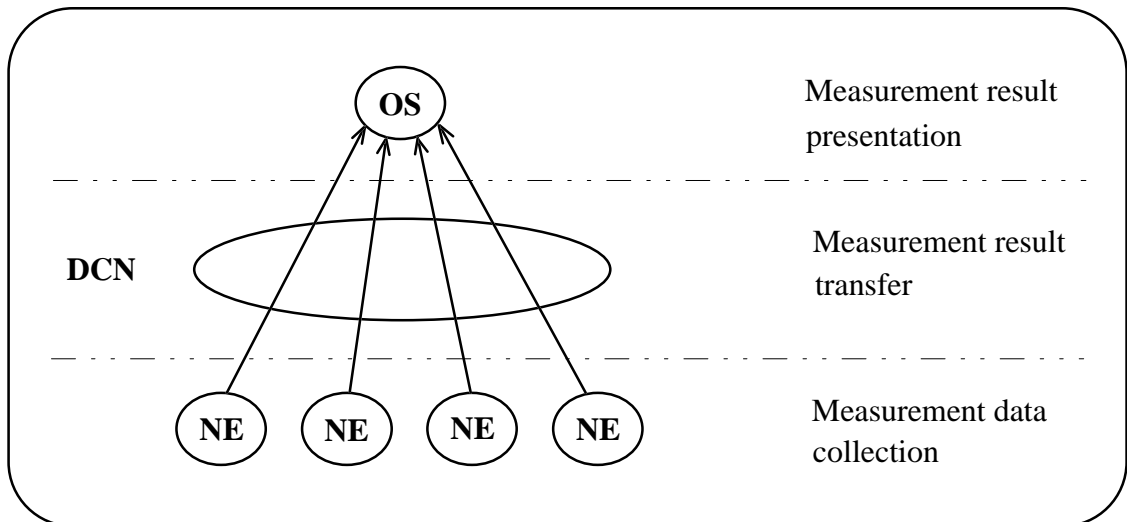 OS
Measurement result
presentation
DCN
Measurement result
transfer
NE NE NE NE
Measurement data
collection